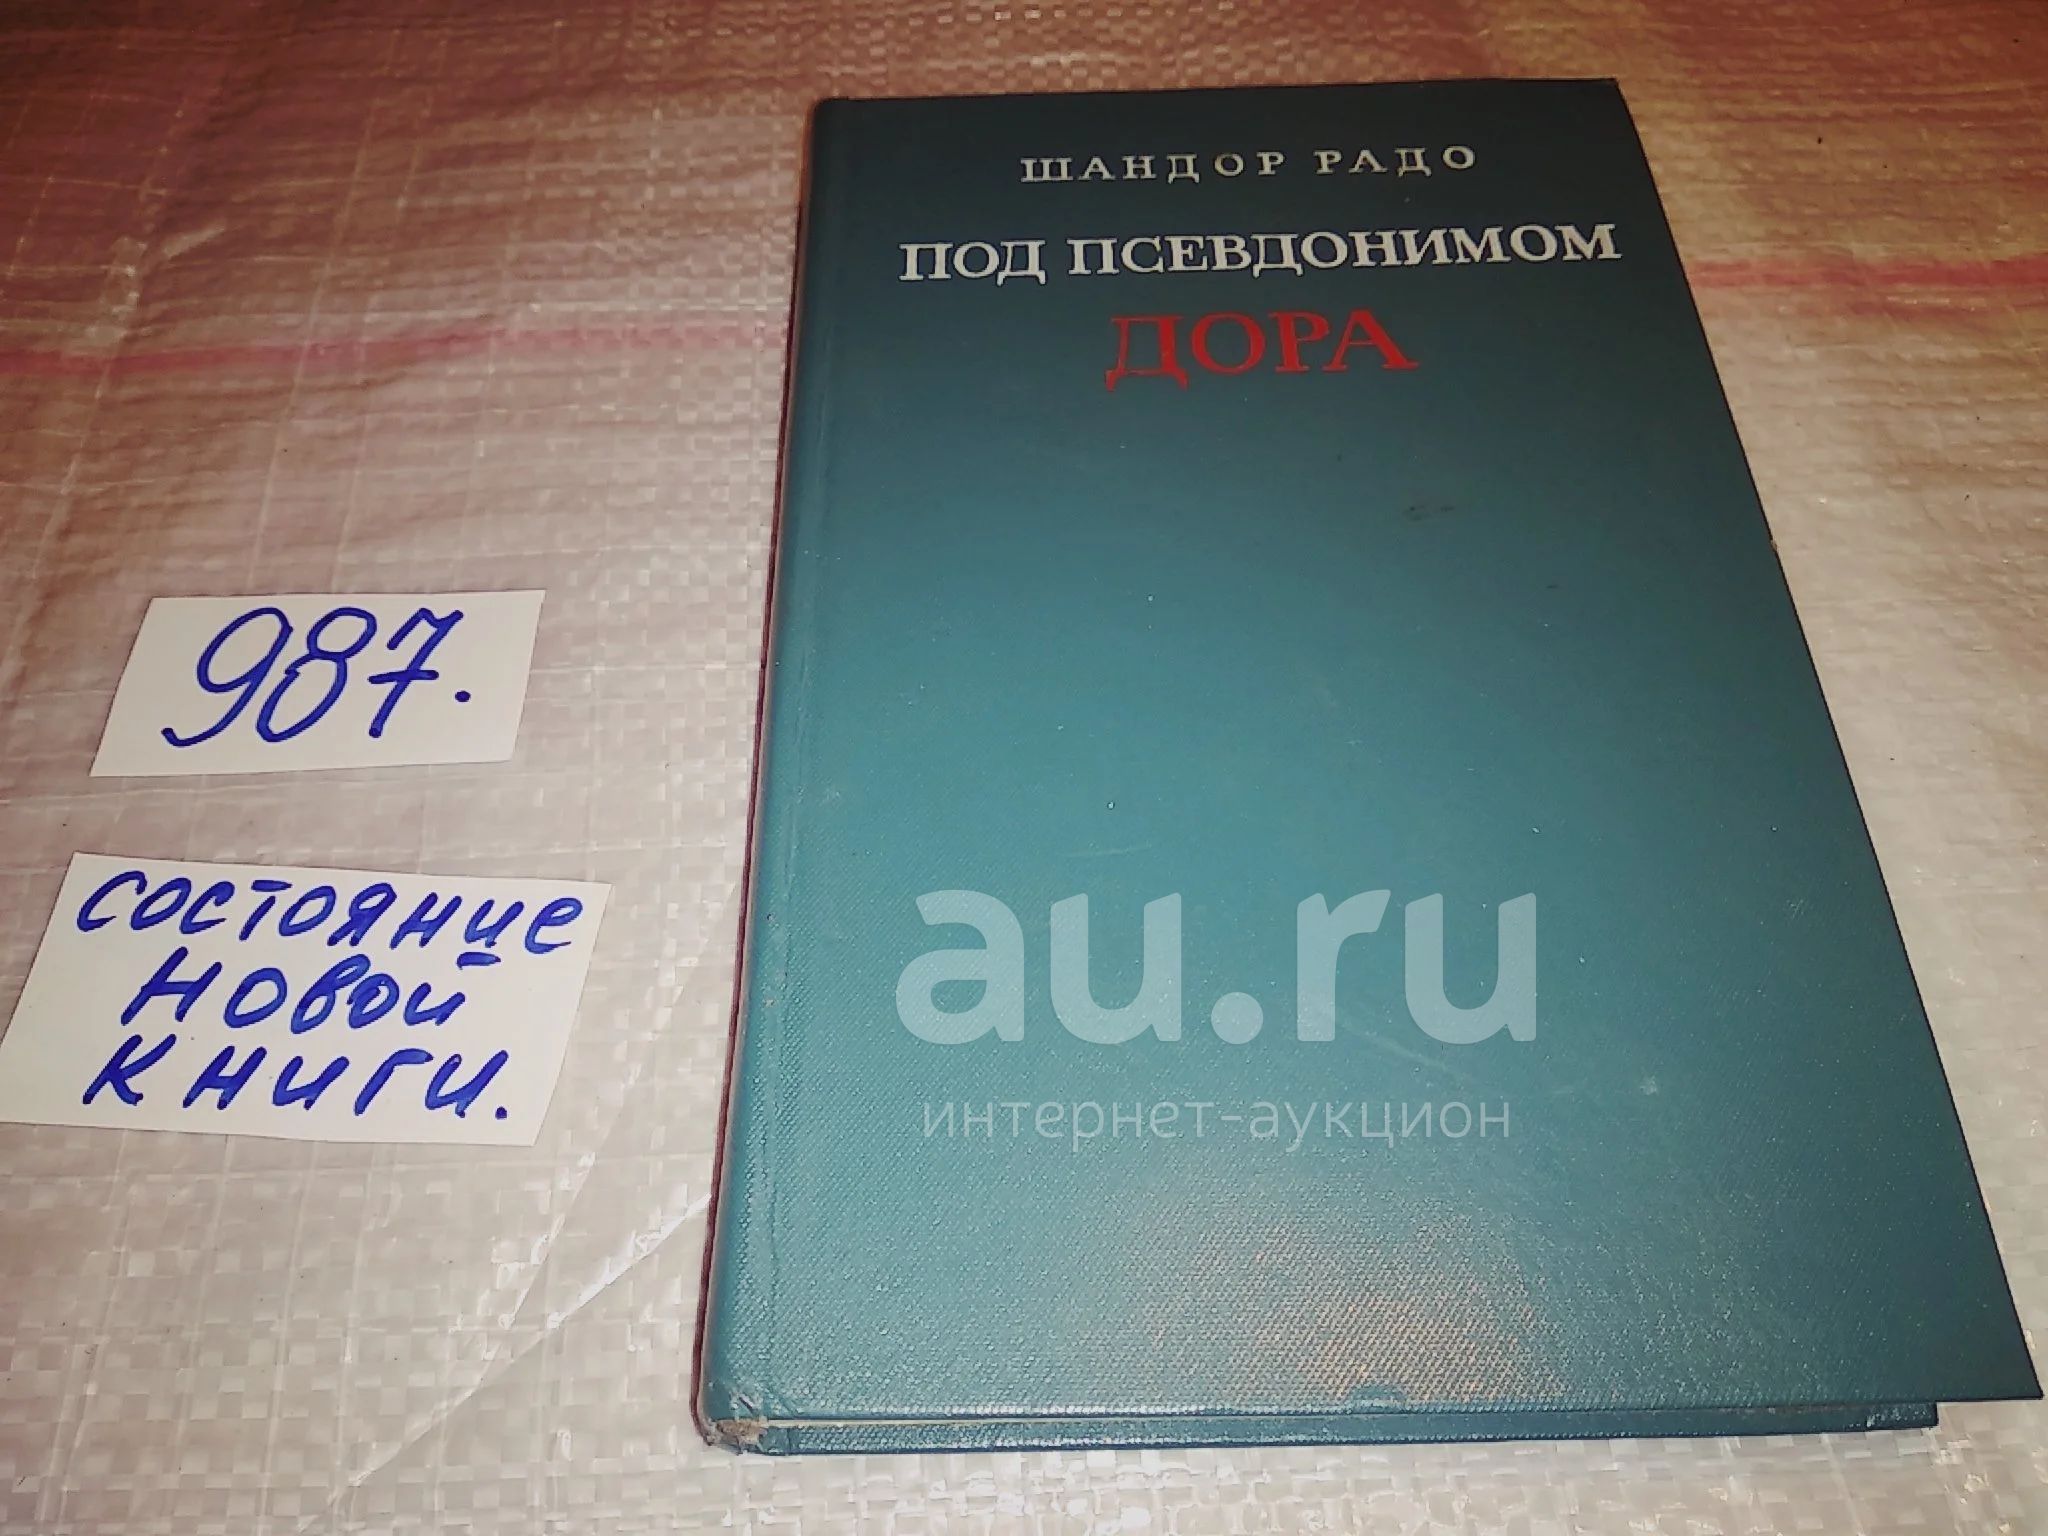 ШАНДОР РАДО
ПОД ПСЕВДОНИМОМ
ДОРА
987.
состояние
новой
книги.
au.ru
интернет-аукцион